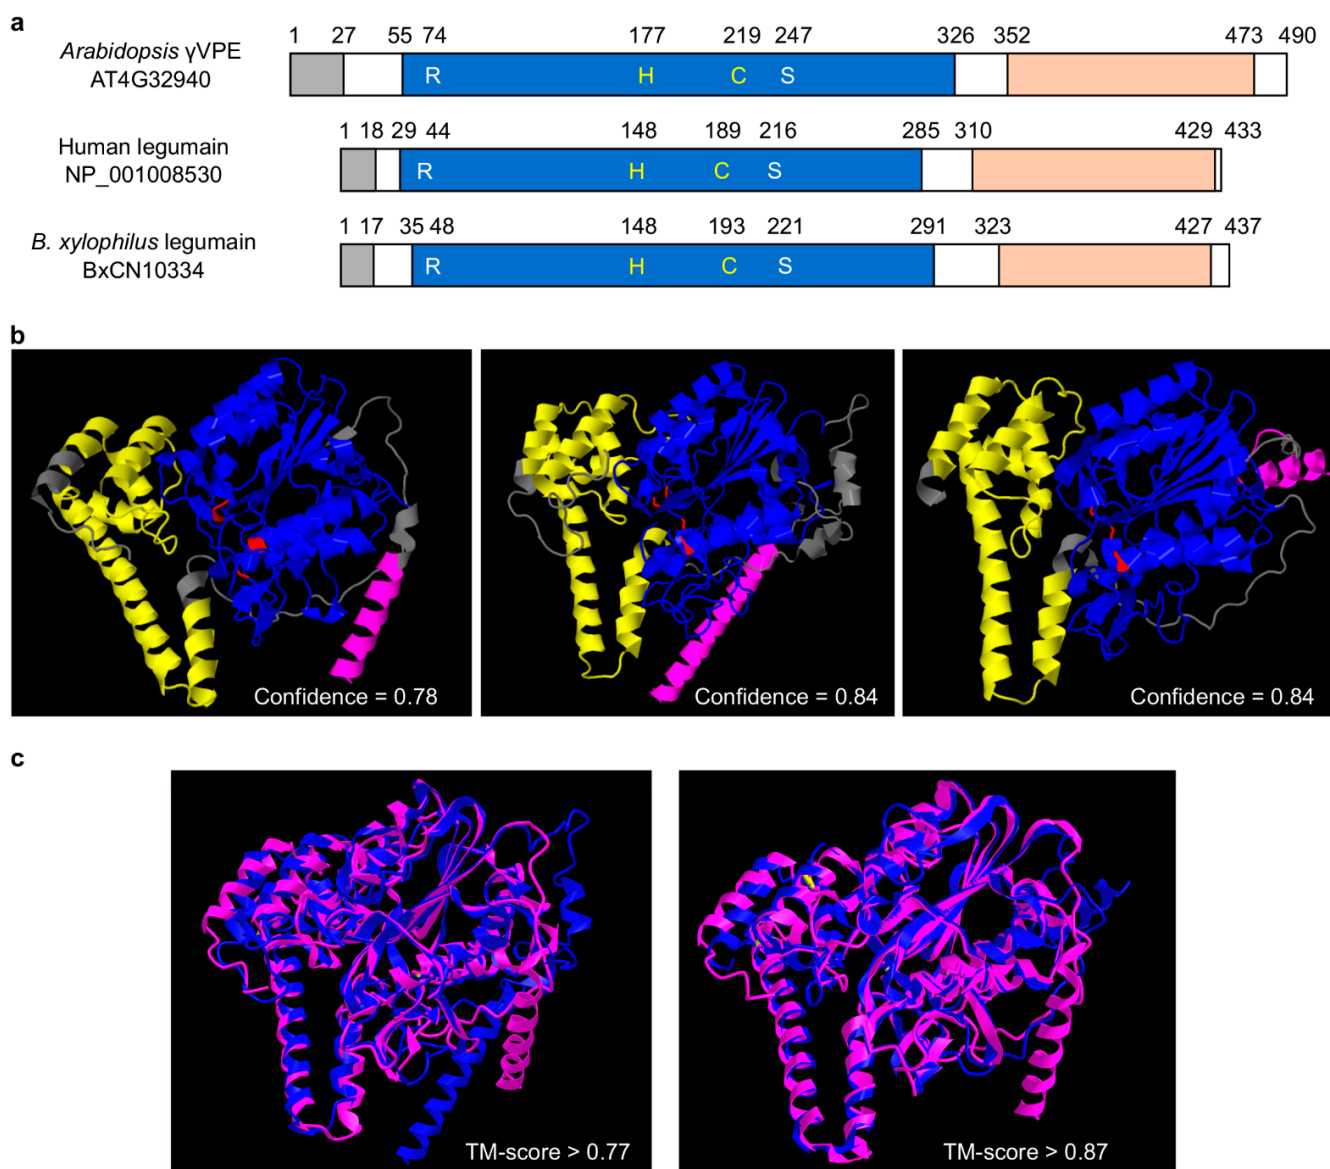 a
1 27 55 74 177 219 247 326 352 473 490
Arabidopsis γVPE
AT4G32940
R H C S
1 18 29 44 148 189 216 285 310 429 433
Human legumain
NP_001008530
R H C S
1 17 35 48 148 193 221 291 323 427 437
B. xylophilus legumain
BxCN10334
R H C S
b
Confidence = 0.78
Confidence = 0.84
Confidence = 0.84
c
TM-score > 0.77
TM-score > 0.87